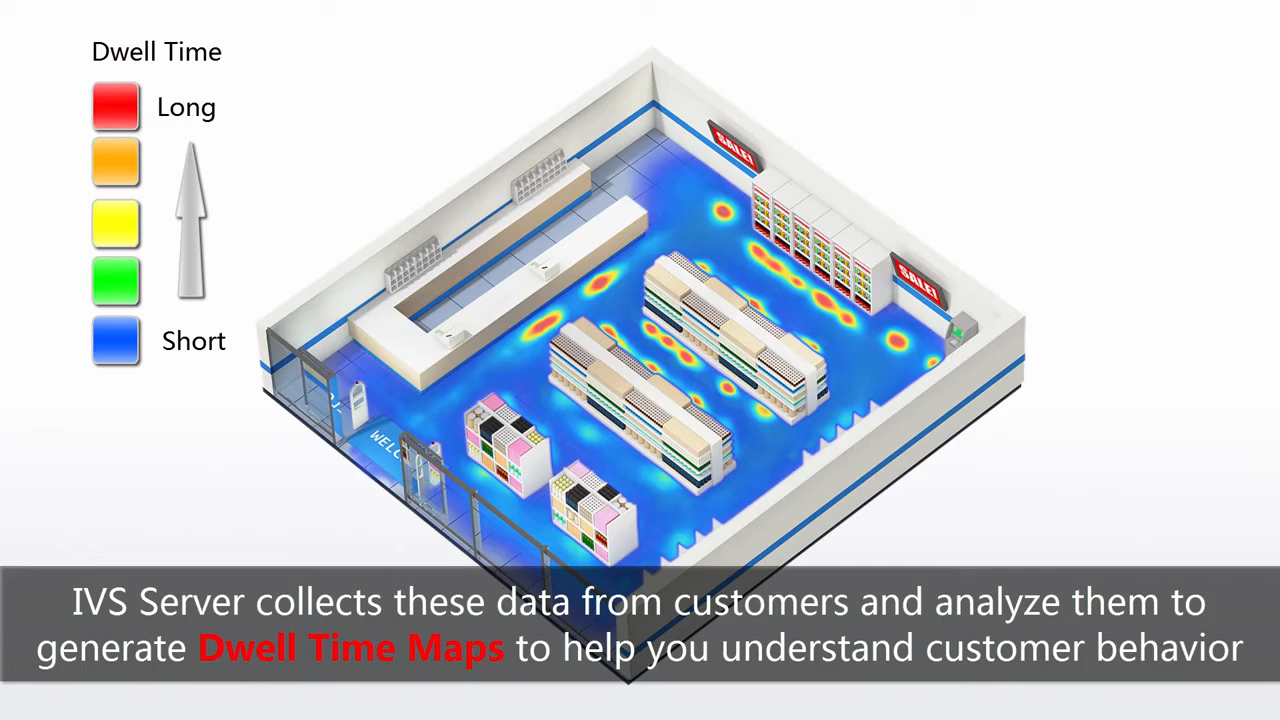 Dwell Time
Long
Short
SALE!
SALE!
IVS Server collects these data from customers and analyze them to
generate Dwell Time Maps to help you understand customer behavior